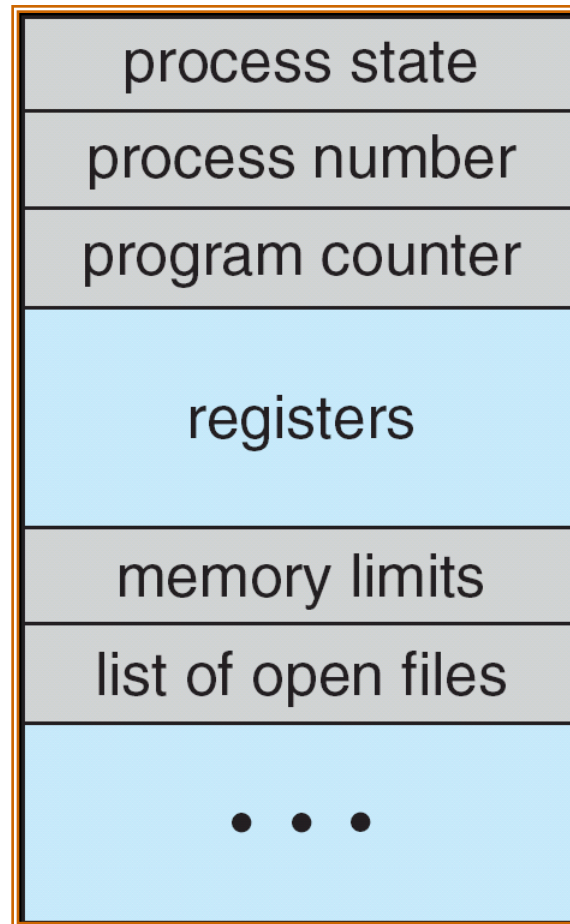 process state
process number
program counter
registers
memory limits
list of open files
• • •